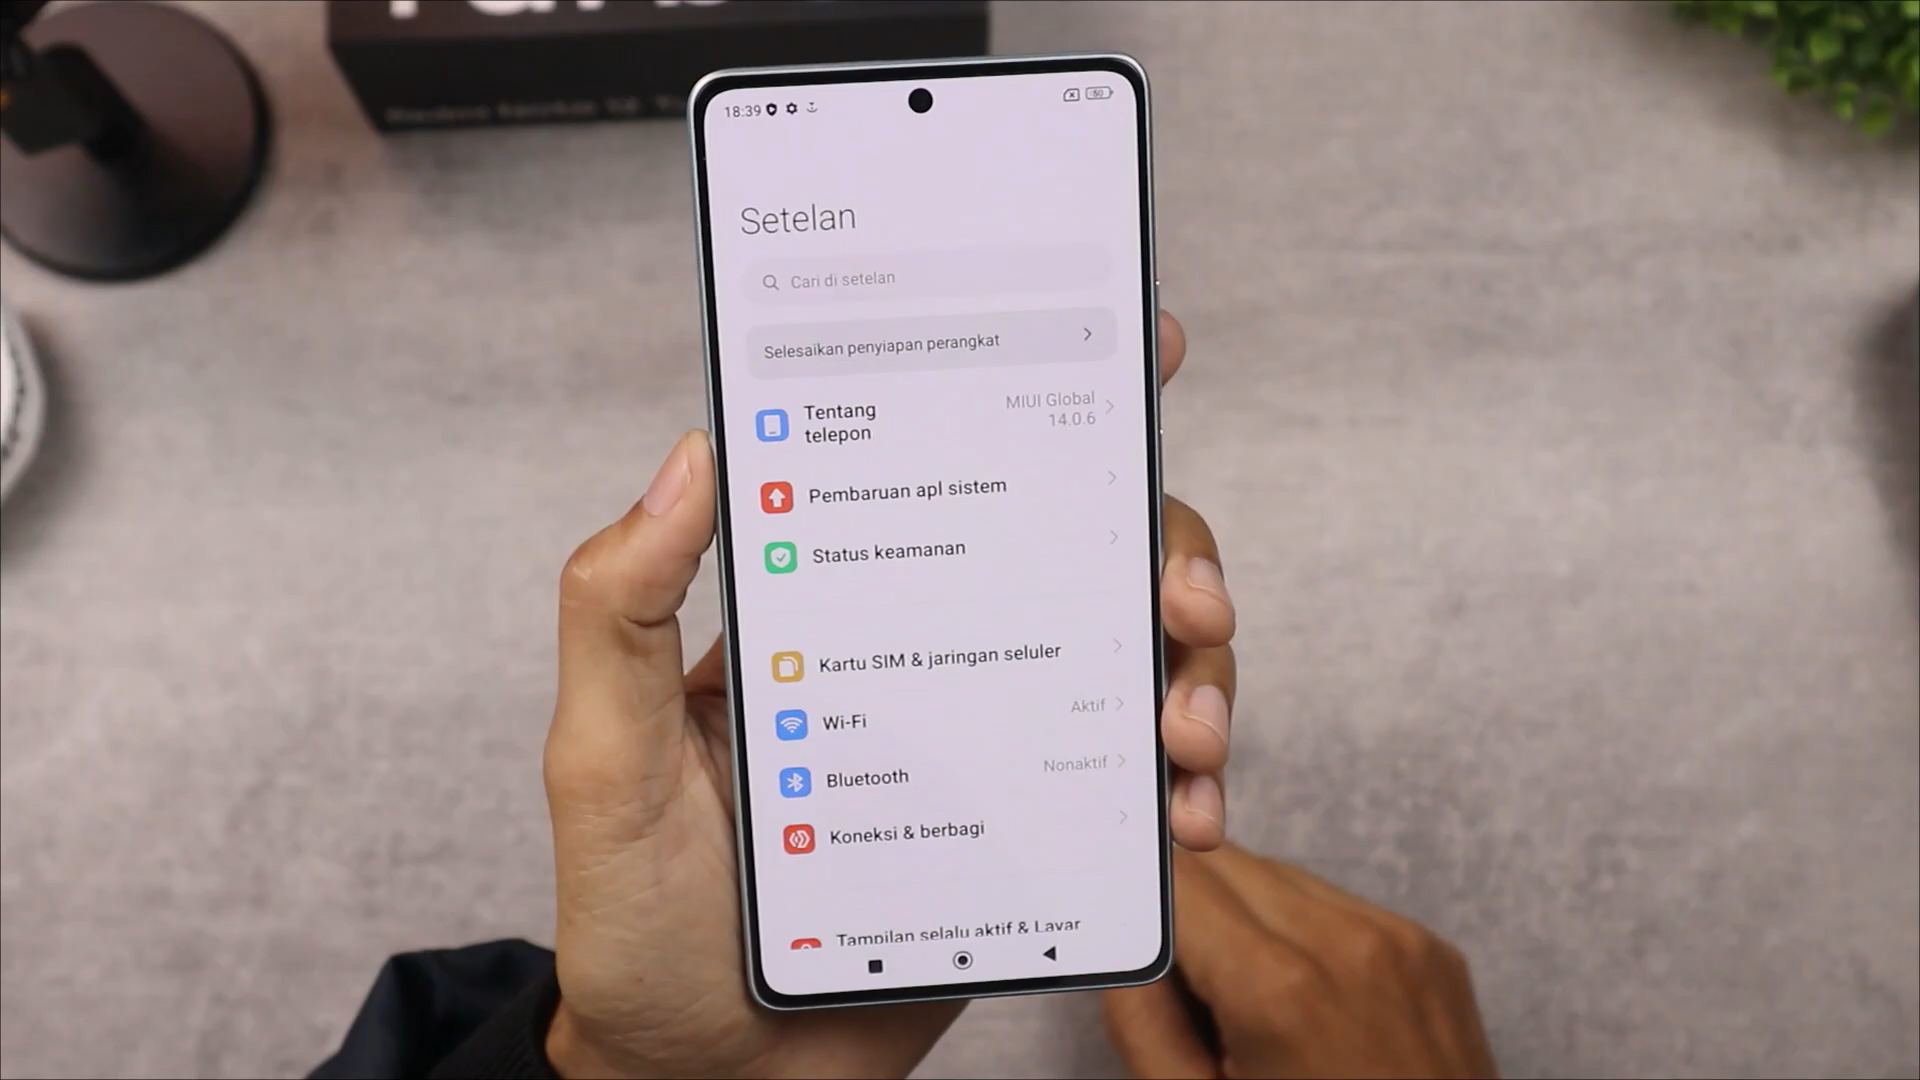 18:39
50
Setelan
Cari di setelan
Selesaikan penyiapan perangkat
Tentang telepon
MIUI Global 14.0.6
Pembaruan apl sistem
Status keamanan
Kartu SIM & jaringan seluler
Wi-Fi
Aktif
Bluetooth
Nonaktif
Koneksi & berbagi
Tampilan selalu aktif & Layar